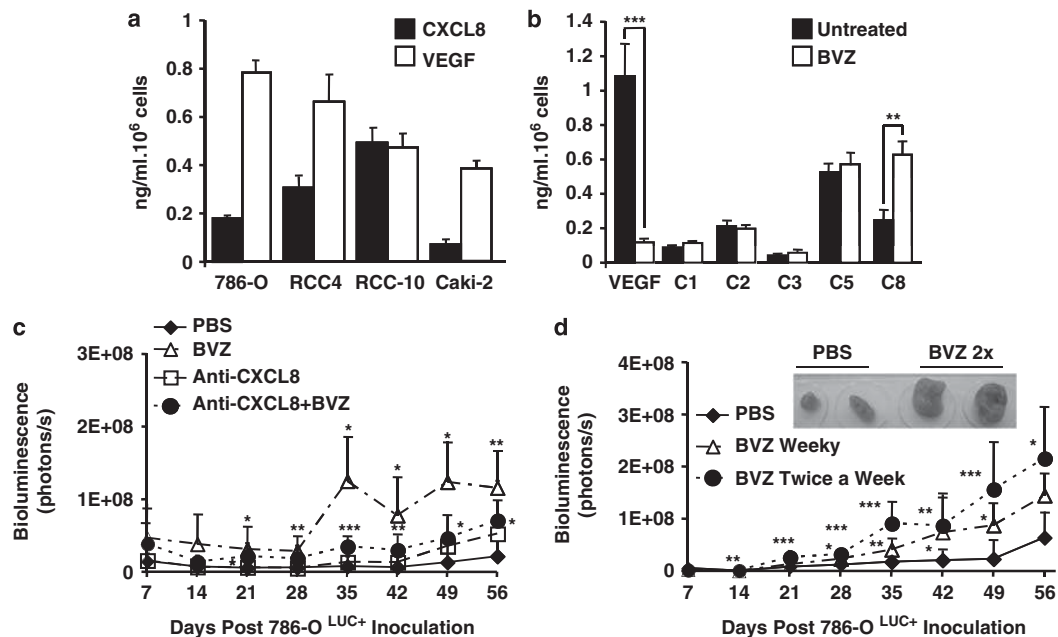 a
CXCL8
VEGF
ng/ml.10^6 cells
1
0.8
0.6
0.4
0.2
0
786-O RCC4 RCC-10 Caki-2
b
Untreated
BVZ
***
**
ng/ml.10^6 cells
1.4
1.2
1
0.8
0.6
0.4
0.2
0
VEGF C1 C2 C3 C5 C8
c
PBS
BVZ
Anti-CXCL8
Anti-CXCL8+BVZ
Bioluminescence
(photons/s)
3E+08
2E+08
1E+08
0
* * * **
* ** *** ** * *
*
7 14 21 28 35 42 49 56
Days Post 786-O LUC+ Inoculation
d
PBS BVZ 2x
PBS
BVZ Weeky
BVZ Twice a Week
Bioluminescence
(photons/s)
4E+08
3E+08
2E+08
1E+08
0
** *** *** *** ** *** *
* ** * *
7 14 21 28 35 42 49 56
Days Post 786-O LUC+ Inoculation